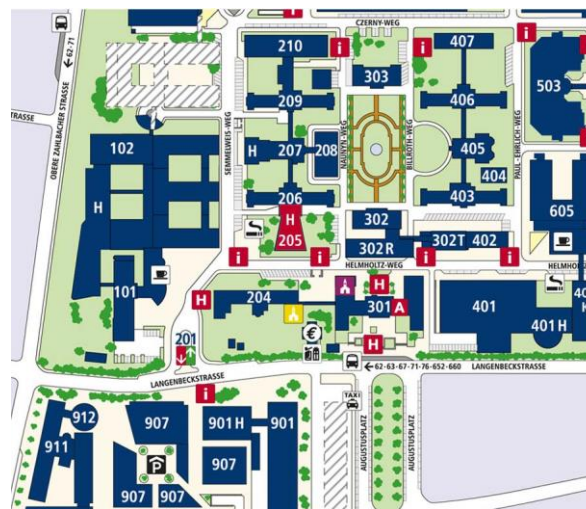 CZERNY-WEG
i
210
i
i
407
i
←62-71
303
503
209
406
STRASSE
OBERE ZAHLBACHER STRASSE
SEMMELWEIS-WEG
NAUNYN-WEG
BILLROTH-WEG
PAUL-EHRLICH-WEG
102
H
207
208
405
404
206
403
H
H
205
302
605
302 R
302T
402
i
i
i
i
HELMHOLTZ-WEG
HELMHO
101
H
204
H
301
A
401
401 H
201
€
H
←62-63-67-71-76-652-660
LANGENBECKSTRASSE
LANGENBECKSTRASSE
i
TAXI
912
907
901 H
901
911
P
907
907
907
AUGUSTUSPLATZ
AUGUSTUSPLATZ